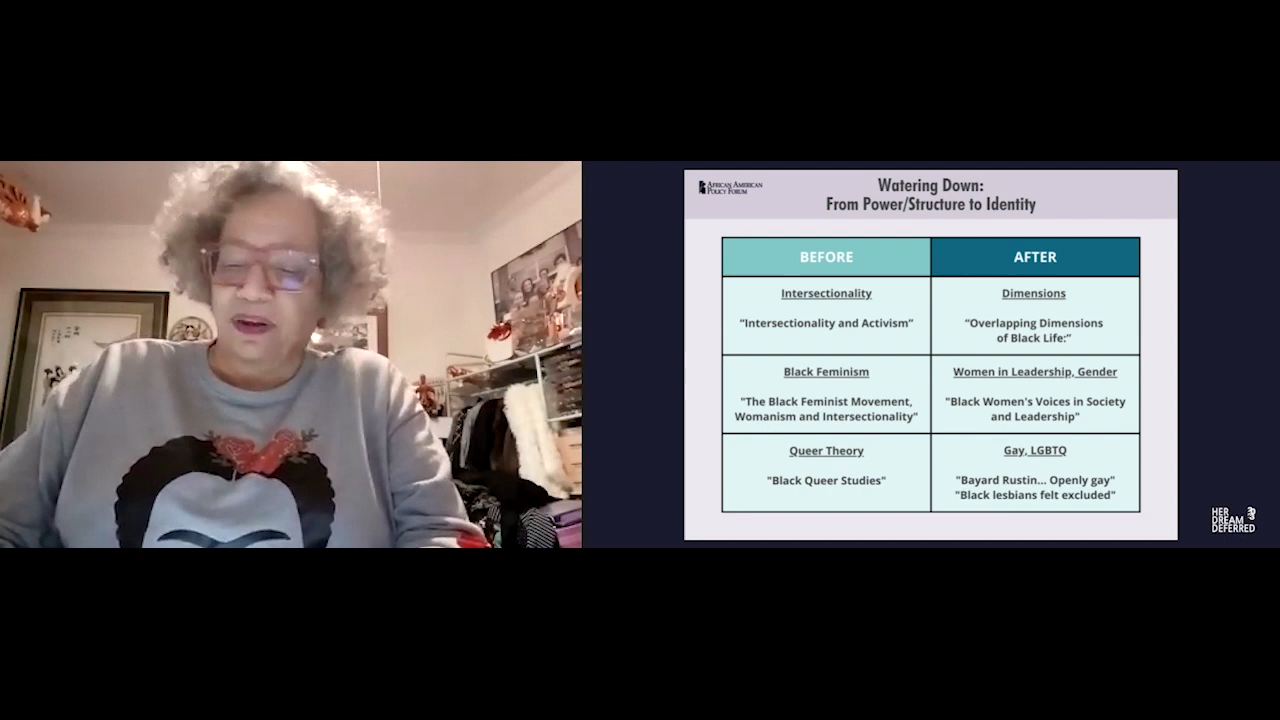 AFRICAN AMERICAN
POLICY FORUM
Watering Down:
From Power/Structure to Identity
BEFORE
AFTER
Intersectionality
"Intersectionality and Activism"
Dimensions
"Overlapping Dimensions
of Black Life:"
Black Feminism
"The Black Feminist Movement,
Womanism and Intersectionality"
Women in Leadership, Gender
"Black Women's Voices in Society
and Leadership"
Queer Theory
"Black Queer Studies"
Gay, LGBTQ
"Bayard Rustin... Openly gay"
"Black lesbians felt excluded"
HER
DREAM
DEFERRED